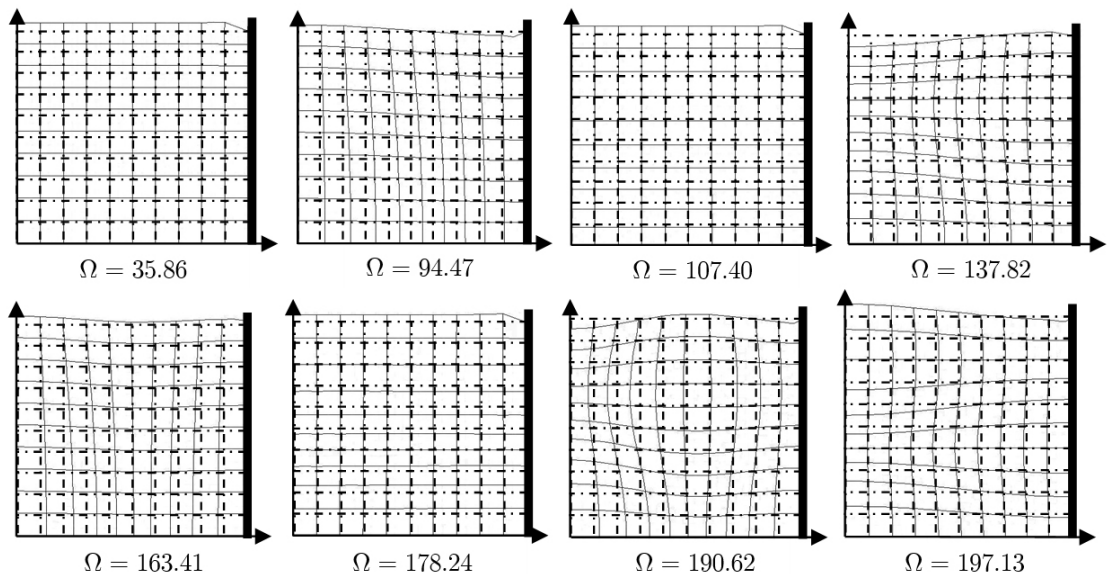 Ω = 35.86
Ω = 94.47
Ω = 107.40
Ω = 137.82
Ω = 163.41
Ω = 178.24
Ω = 190.62
Ω = 197.13